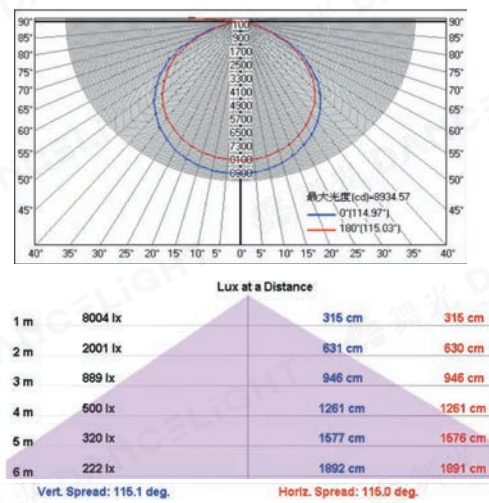 90° 90°
85° 85°
80° 80°
75° 75°
70° 70°
65° 65°
60° 60°
55° 55°
50° 50°
45° 45°
100
900
1700
2500
3300
4100
4900
5700
6500
7300
8100
8900
最大光度(cd)=8934.57
0°(114.97°)
180°(115.03°)
40° 35° 30° 25° 20° 15° 10° 5° 0° 5° 10° 15° 20° 25° 30° 35° 40°
Lux at a Distance
1 m 8004 lx 315 cm 315 cm
2 m 2001 lx 631 cm 630 cm
3 m 889 lx 946 cm 946 cm
4 m 500 lx 1261 cm 1261 cm
5 m 320 lx 1577 cm 1576 cm
6 m 222 lx 1892 cm 1891 cm
Vert. Spread: 115.1 deg. Horiz. Spread: 115.0 deg.
舞光 DANCELIGHT